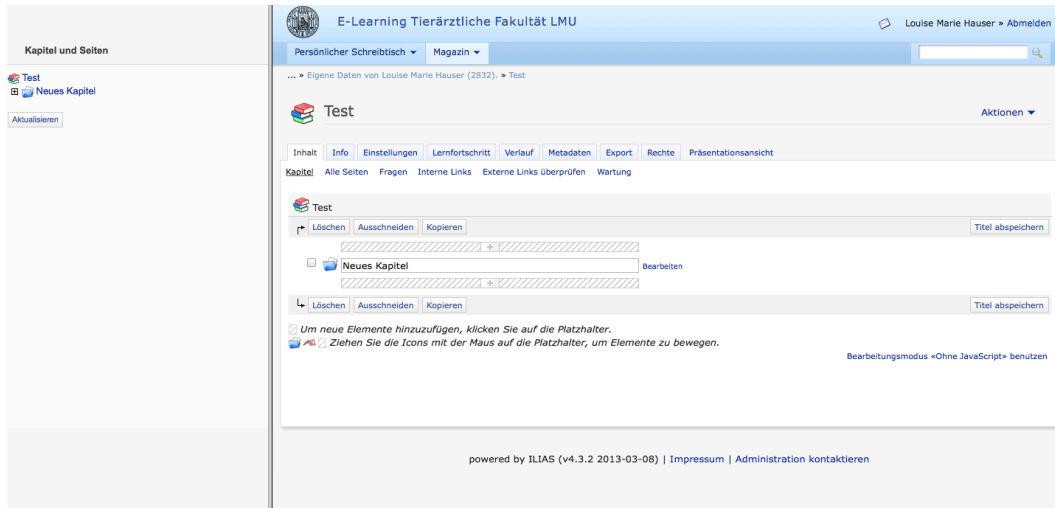 Kapitel und Seiten
Test
Neues Kapitel
Aktualisieren
E-Learning Tierärztliche Fakultät LMU
Louise Marie Hauser » Abmelden
Persönlicher Schreibtisch Magazin
... » Eigene Daten von Louise Marie Hauser (2832). » Test
Test
Aktionen
Inhalt Info Einstellungen Lernfortschritt Verlauf Metadaten Export Rechte Präsentationsansicht
Kapitel Alle Seiten Fragen Interne Links Externe Links überprüfen Wartung
Test
Löschen Ausschneiden Kopieren Titel abspeichern
Neues Kapitel Bearbeiten
Löschen Ausschneiden Kopieren Titel abspeichern
Um neue Elemente hinzuzufügen, klicken Sie auf die Platzhalter.
Ziehen Sie die Icons mit der Maus auf die Platzhalter, um Elemente zu bewegen.
Bearbeitungsmodus «Ohne JavaScript» benutzen
powered by ILIAS (v4.3.2 2013-03-08) | Impressum | Administration kontaktieren